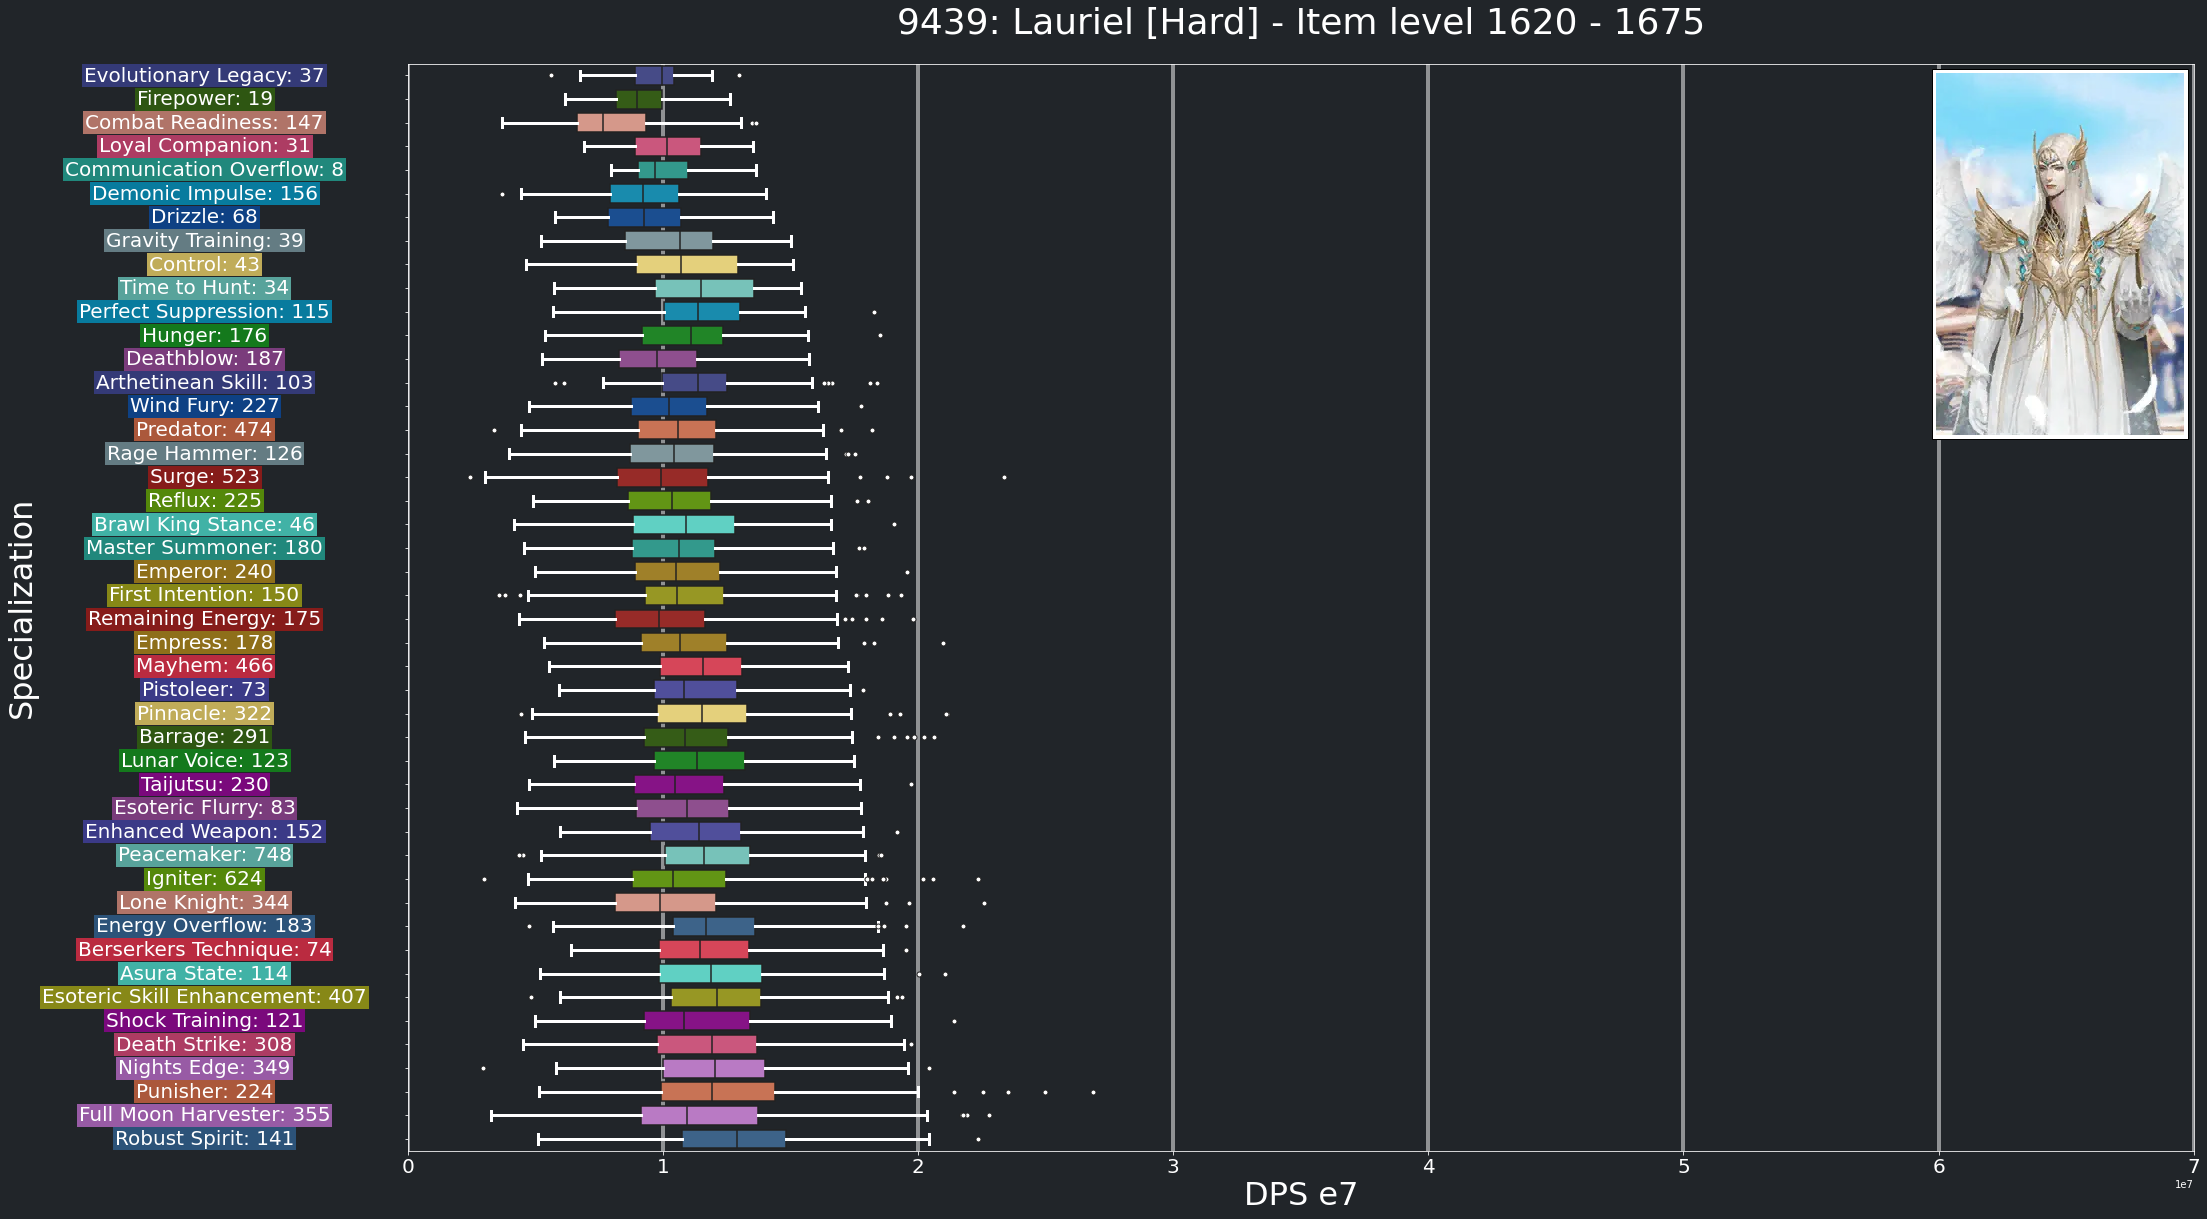 9439: Lauriel [Hard] - Item level 1620 - 1675
Evolutionary Legacy: 37
Firepower: 19
Combat Readiness: 147
Loyal Companion: 31
Communication Overflow: 8
Demonic Impulse: 156
Drizzle: 68
Gravity Training: 39
Control: 43
Time to Hunt: 34
Perfect Suppression: 115
Hunger: 176
Deathblow: 187
Arthetinean Skill: 103
Wind Fury: 227
Predator: 474
Rage Hammer: 126
Surge: 523
Reflux: 225
Brawl King Stance: 46
Master Summoner: 180
Emperor: 240
First Intention: 150
Remaining Energy: 175
Empress: 178
Mayhem: 466
Pistoleer: 73
Pinnacle: 322
Barrage: 291
Lunar Voice: 123
Taijutsu: 230
Esoteric Flurry: 83
Enhanced Weapon: 152
Peacemaker: 748
Igniter: 624
Lone Knight: 344
Energy Overflow: 183
Berserkers Technique: 74
Asura State: 114
Esoteric Skill Enhancement: 407
Shock Training: 121
Death Strike: 308
Nights Edge: 349
Punisher: 224
Full Moon Harvester: 355
Robust Spirit: 141
Specialization
0 1 2 3 4 5 6 7
DPS e7
1e7